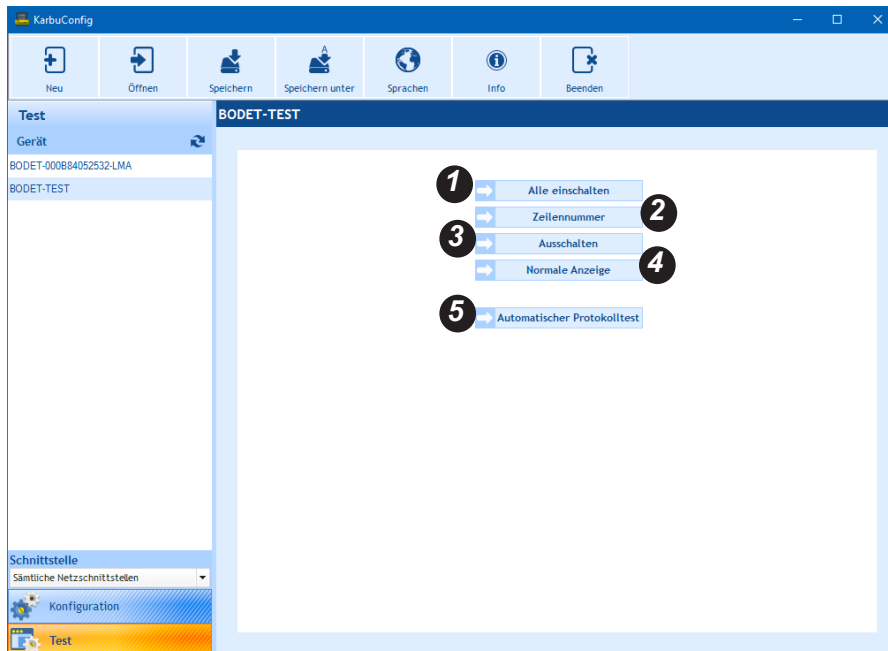 KarbuConfig
Neu
Öffnen
Speichern
A
Speichern unter
Sprachen
Info
Beenden
Test
Gerät
BODET-000B84052532-LMA
BODET-TEST
BODET-TEST
1
Alle einschalten
Zeilennummer
2
3
Ausschalten
Normale Anzeige
4
5
Automatischer Protokolltest
Schnittstelle
Sämtliche Netzschnittstellen
Konfiguration
Test